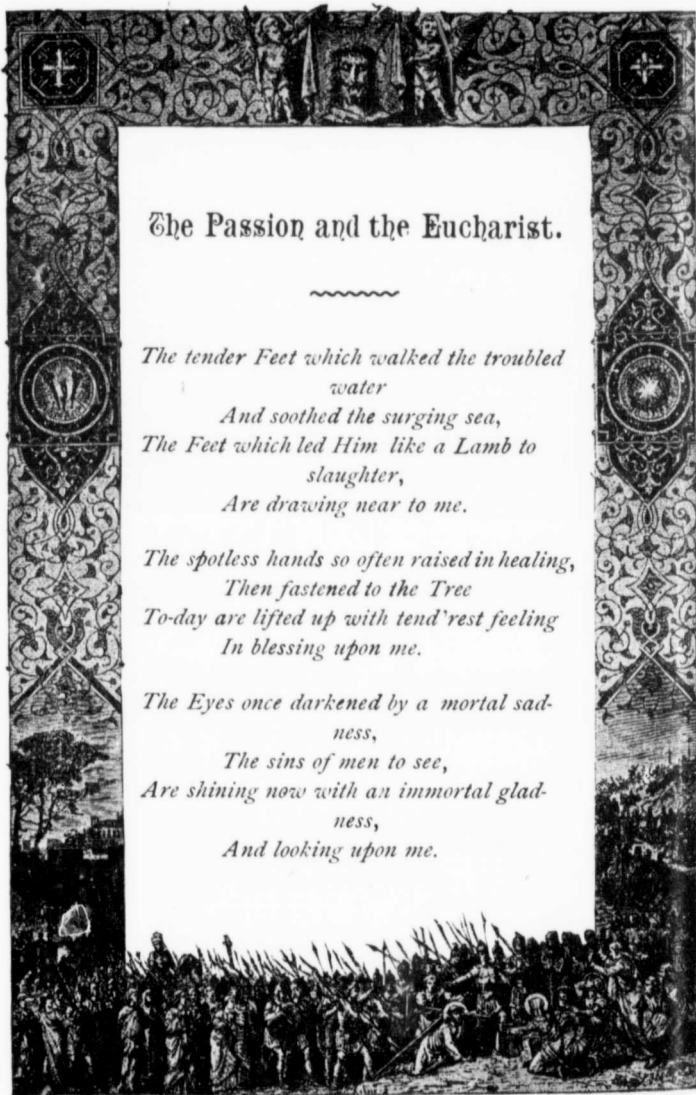 The Passion and the Eucharist.
The tender Feet which walked the troubled
water
And soothed the surging sea,
The Feet which led Him like a Lamb to
slaughter,
Are drawing near to me.
The spotless hands so often raised in healing,
Then fastened to the Tree
To-day are lifted up with tend'rest feeling
In blessing upon me.
The Eyes once darkened by a mortal sad-
ness,
The sins of men to see,
Are shining now with an immortal glad-
ness,
And looking upon me.